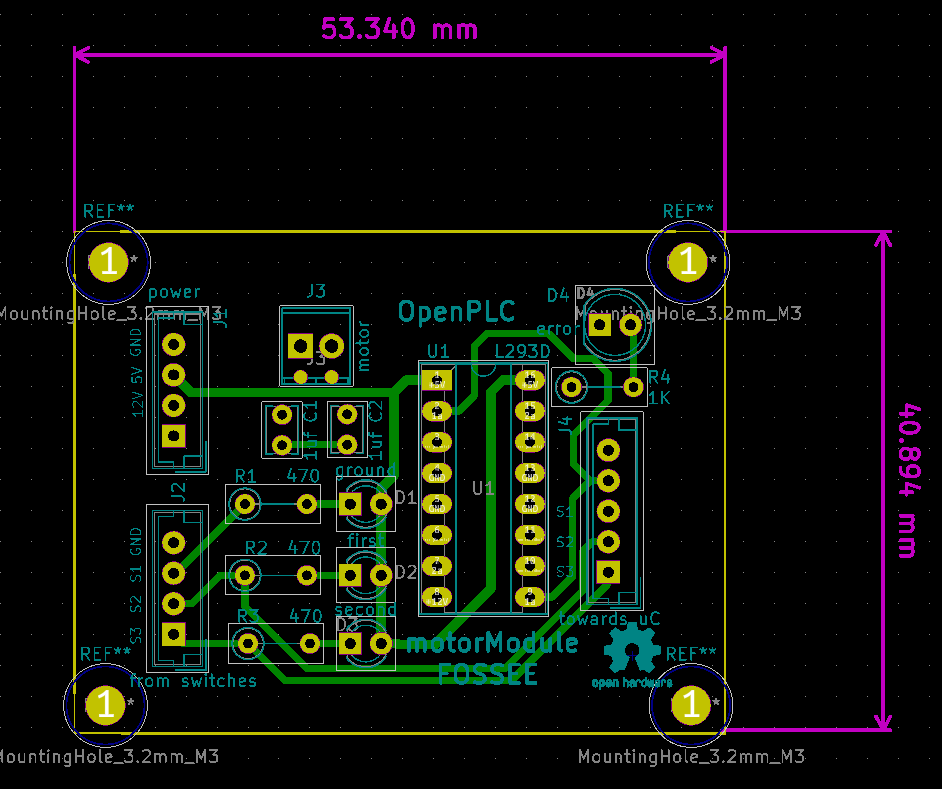 53.340 mm
REF**
REF**
1
*
1
*
power
J3
D4
D4
MountingHole_3.2mm_M3
MountingHole_3.2mm_M3
J1
OpenPLC
error
GND
5V
12V
J3
motor
U1
L293D
R4
1K
C1
1uf
C2
1uf
J4
40.894 mm
ground
R1
470
D1
U1
J2
GND
S1
S2
S3
first
R2
470
D2
S1
S2
S3
second
R3
470
towards uC
motorModule
FOSSEE
REF**
REF**
from switches
open hardware
1
*
1
*
MountingHole_3.2mm_M3
MountingHole_3.2mm_M3